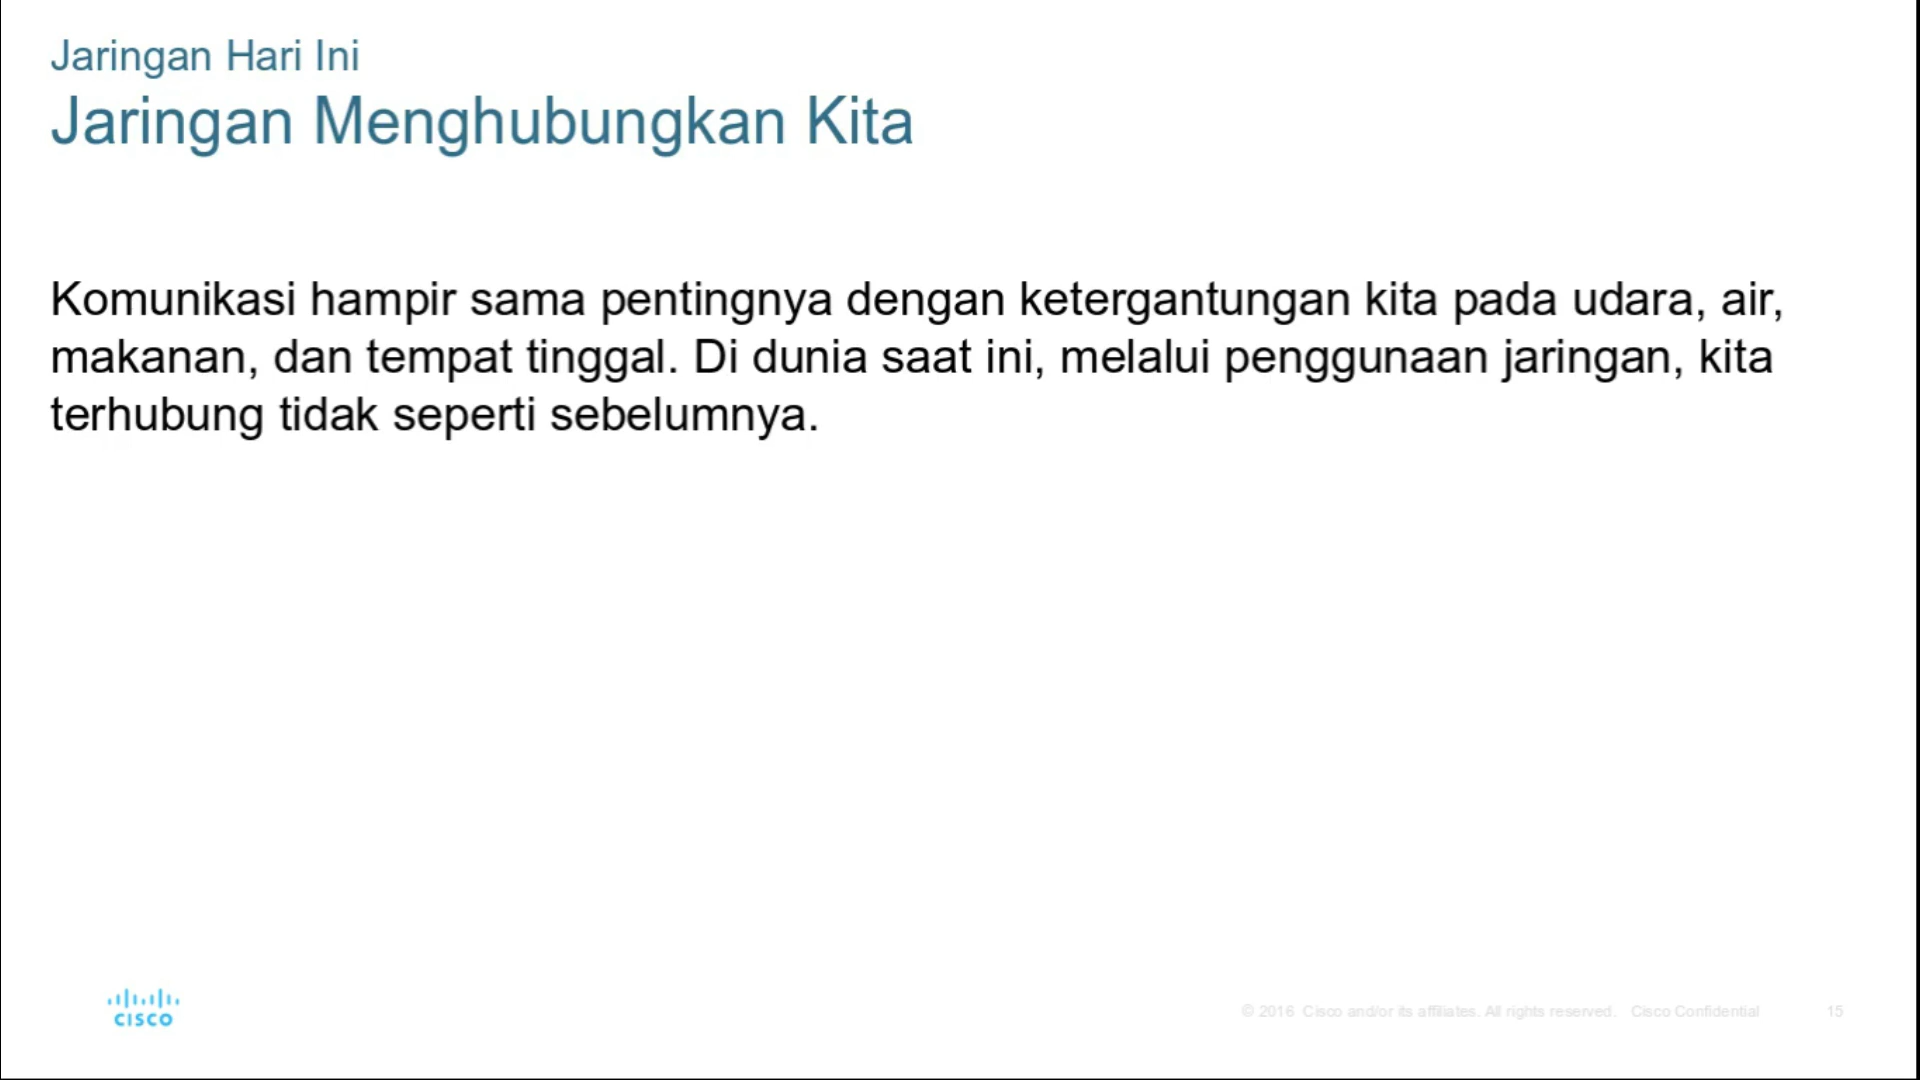 Jaringan Hari Ini
Jaringan Menghubungkan Kita
Komunikasi hampir sama pentingnya dengan ketergantungan kita pada udara, air,
makanan, dan tempat tinggal. Di dunia saat ini, melalui penggunaan jaringan, kita
terhubung tidak seperti sebelumnya.
CISCO
© 2016 Cisco and/or its affiliates. All rights reserved. Cisco Confidential 15